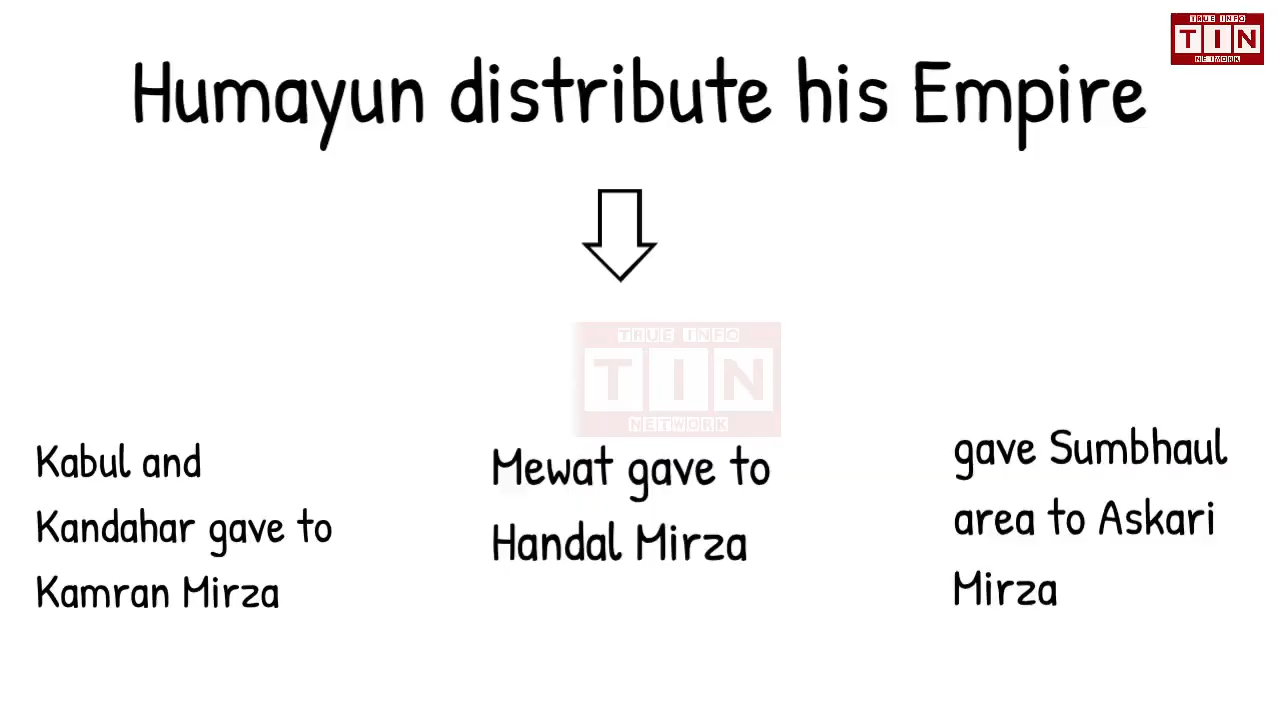 TRUE INFO
TIN
NETWORK
Humayun distribute his Empire
TRUE INFO
TIN
NETWORK
Kabul and
Kandahar gave to
Kamran Mirza
Mewat gave to
Handal Mirza
gave Sumbhaul
area to Askari
Mirza